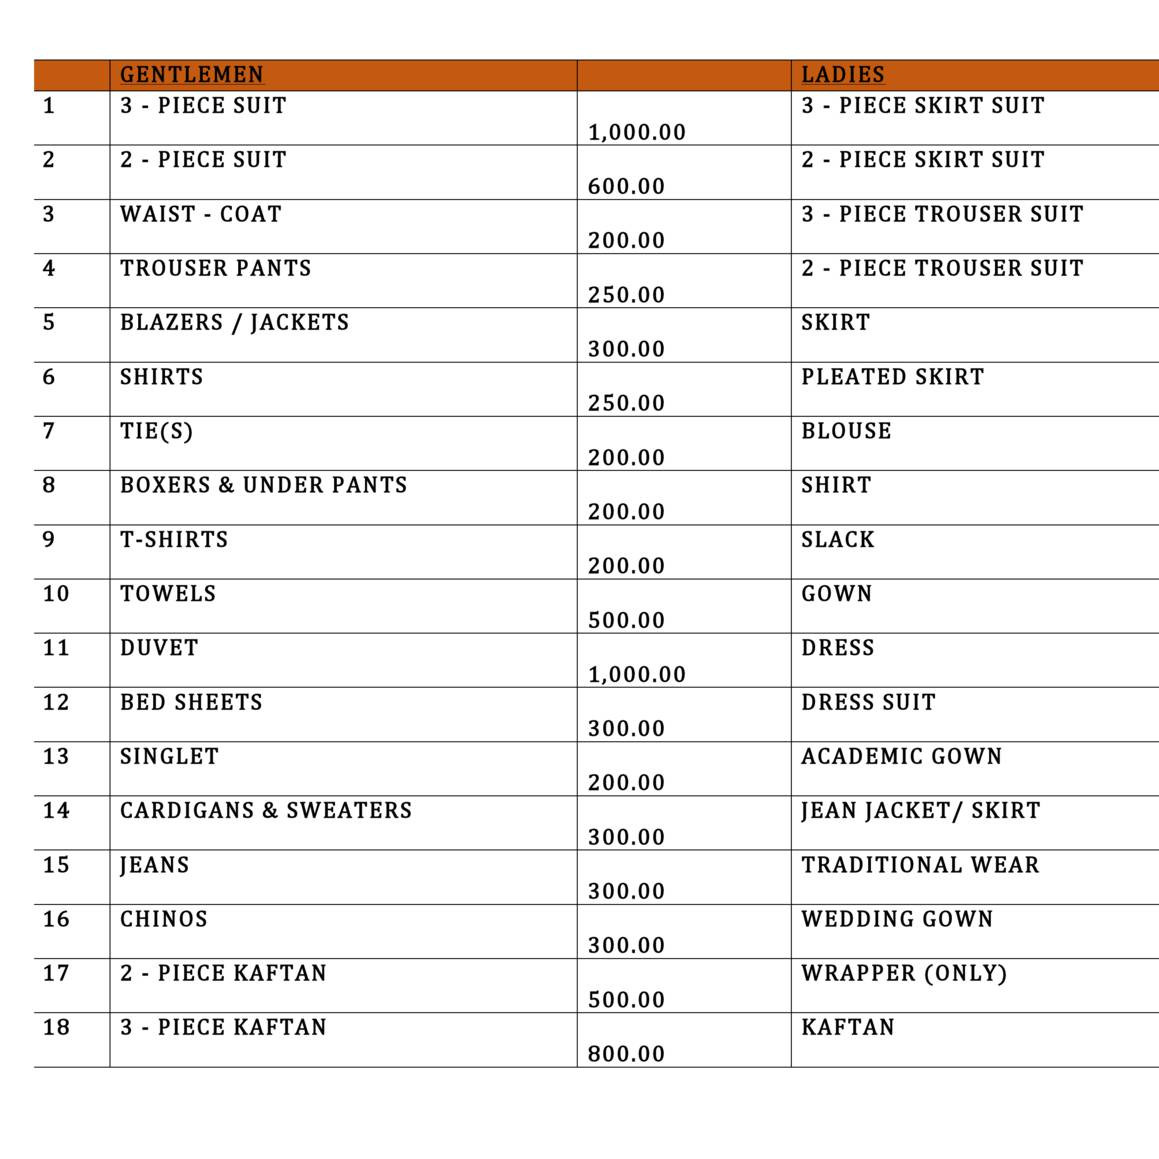 GENTLEMEN LADIES
1 3 - PIECE SUIT 1,000.00 3 - PIECE SKIRT SUIT
2 2 - PIECE SUIT 600.00 2 - PIECE SKIRT SUIT
3 WAIST - COAT 200.00 3 - PIECE TROUSER SUIT
4 TROUSER PANTS 250.00 2 - PIECE TROUSER SUIT
5 BLAZERS / JACKETS 300.00 SKIRT
6 SHIRTS 250.00 PLEATED SKIRT
7 TIE(S) 200.00 BLOUSE
8 BOXERS & UNDER PANTS 200.00 SHIRT
9 T-SHIRTS 200.00 SLACK
10 TOWELS 500.00 GOWN
11 DUVET 1,000.00 DRESS
12 BED SHEETS 300.00 DRESS SUIT
13 SINGLET 200.00 ACADEMIC GOWN
14 CARDIGANS & SWEATERS 300.00 JEAN JACKET/ SKIRT
15 JEANS 300.00 TRADITIONAL WEAR
16 CHINOS 300.00 WEDDING GOWN
17 2 - PIECE KAFTAN 500.00 WRAPPER (ONLY)
18 3 - PIECE KAFTAN 800.00 KAFTAN